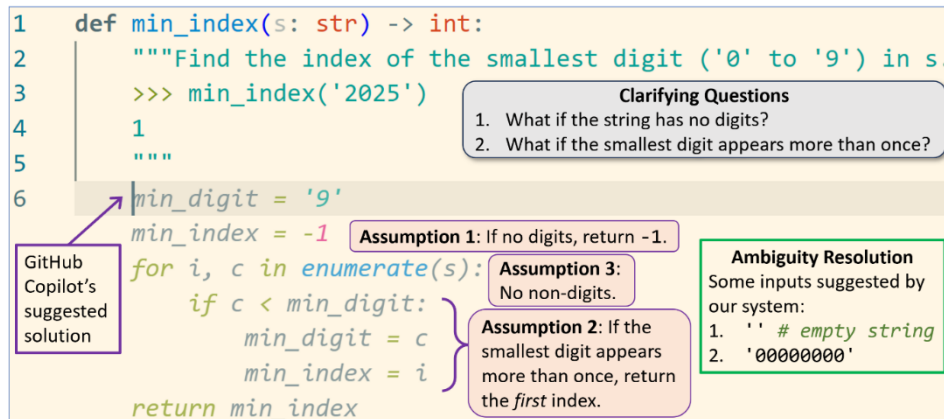 1 def min_index(s: str) -> int:
2 """Find the index of the smallest digit ('0' to '9') in s.
3 >>> min_index('2025')
4 1
5 """
6 min_digit = '9'
min_index = -1
for i, c in enumerate(s):
if c < min_digit:
min_digit = c
min_index = i
return min_index
Clarifying Questions
1. What if the string has no digits?
2. What if the smallest digit appears more than once?
GitHub
Copilot's
suggested
solution
Assumption 1: If no digits, return -1.
Assumption 3:
No non-digits.
Assumption 2: If the
smallest digit appears
more than once, return
the first index.
Ambiguity Resolution
Some inputs suggested by
our system:
1. '' # empty string
2. '00000000'